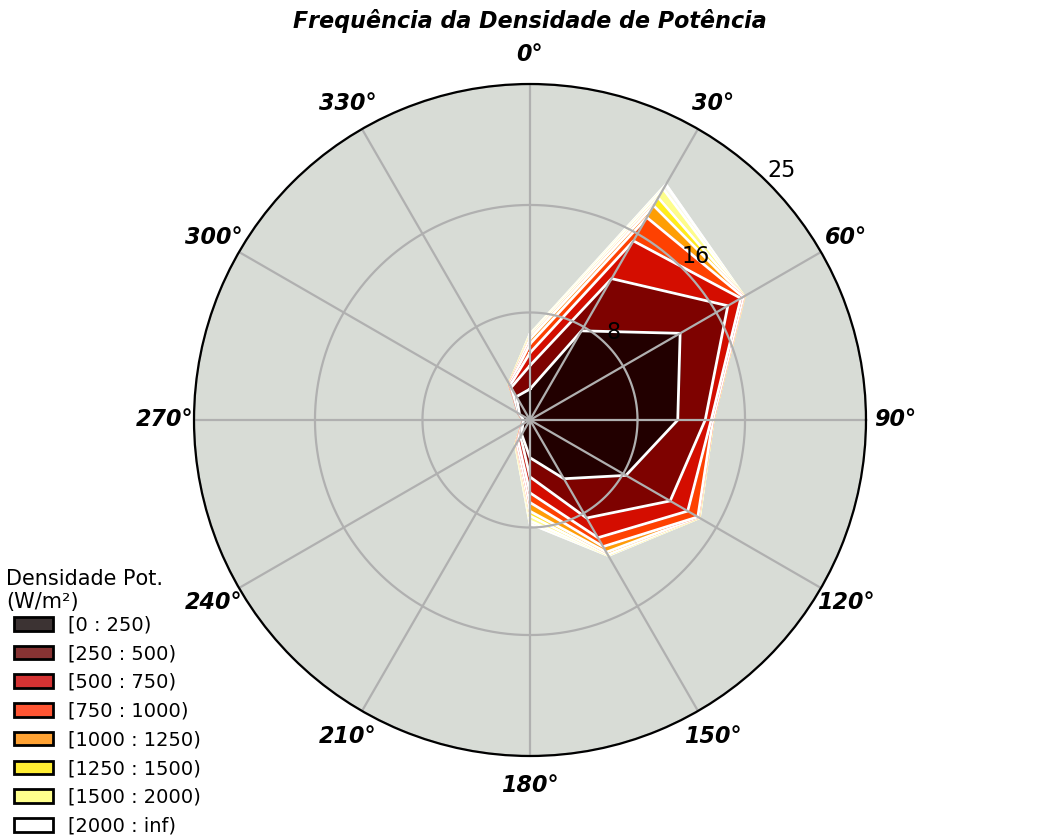 Frequência da Densidade de Potência
0°
330°
30°
25
300°
60°
16
8
270°
90°
240°
120°
210°
150°
180°
Densidade Pot.
(W/m²)
[0 : 250)
[250 : 500)
[500 : 750)
[750 : 1000)
[1000 : 1250)
[1250 : 1500)
[1500 : 2000)
[2000 : inf)